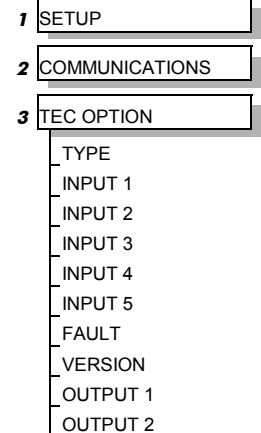 1 SETUP
2 COMMUNICATIONS
3 TEC OPTION
TYPE
INPUT 1
INPUT 2
INPUT 3
INPUT 4
INPUT 5
FAULT
VERSION
OUTPUT 1
OUTPUT 2